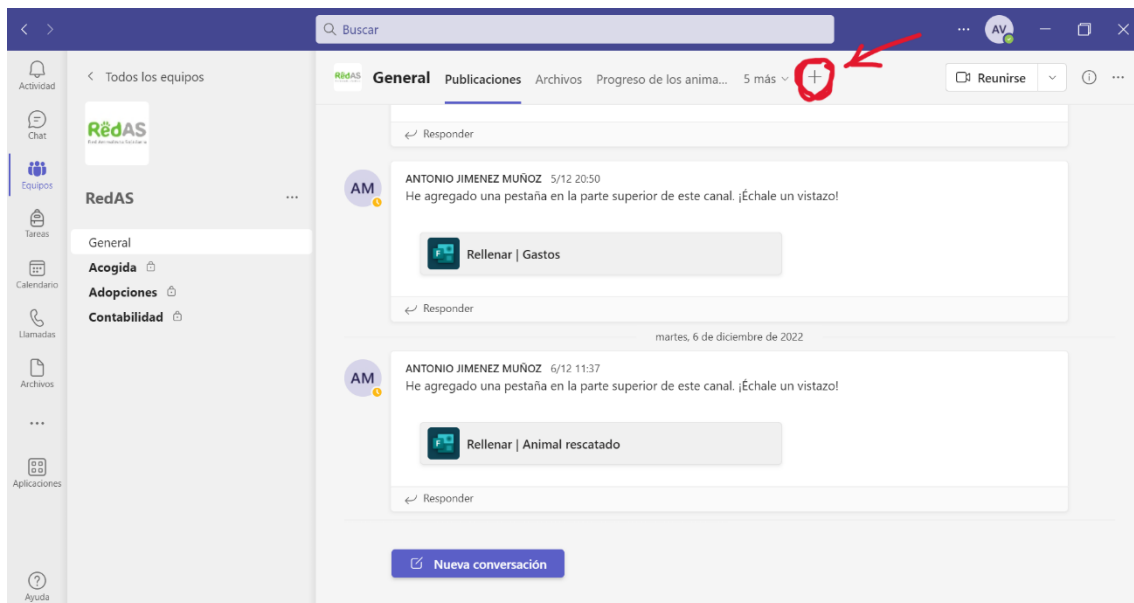 Buscar
AV
Actividad
Chat
Equipos
Tareas
Calendario
Llamadas
Archivos
Aplicaciones
Ayuda
Todos los equipos
RëdAS
RedAS
General
Acogida
Adopciones
Contabilidad
RëdAS General Publicaciones Archivos Progreso de los anima... 5 más
Reunirse
Responder
AM
ANTONIO JIMENEZ MUÑOZ 5/12 20:50
He agregado una pestaña en la parte superior de este canal. ¡Échale un vistazo!
Rellenar | Gastos
Responder
martes, 6 de diciembre de 2022
AM
ANTONIO JIMENEZ MUÑOZ 6/12 11:37
He agregado una pestaña en la parte superior de este canal. ¡Échale un vistazo!
Rellenar | Animal rescatado
Responder
Nueva conversación